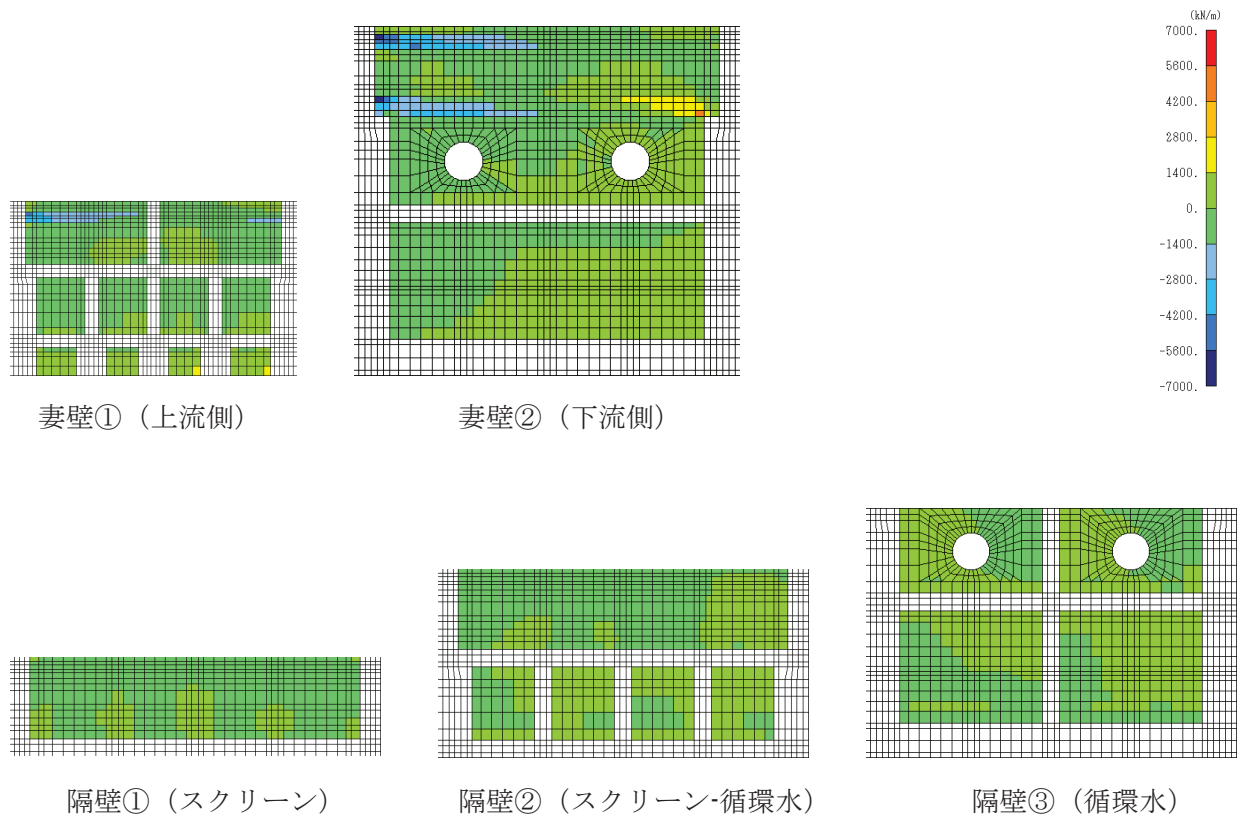 (kN/m)
7000.
5600.
4200.
2800.
1400.
0.
-1400.
-2800.
-4200.
-5600.
-7000.
妻壁①（上流側）
妻壁②（下流側）
隔壁①（スクリーン）
隔壁②（スクリーン-循環水）
隔壁③（循環水）